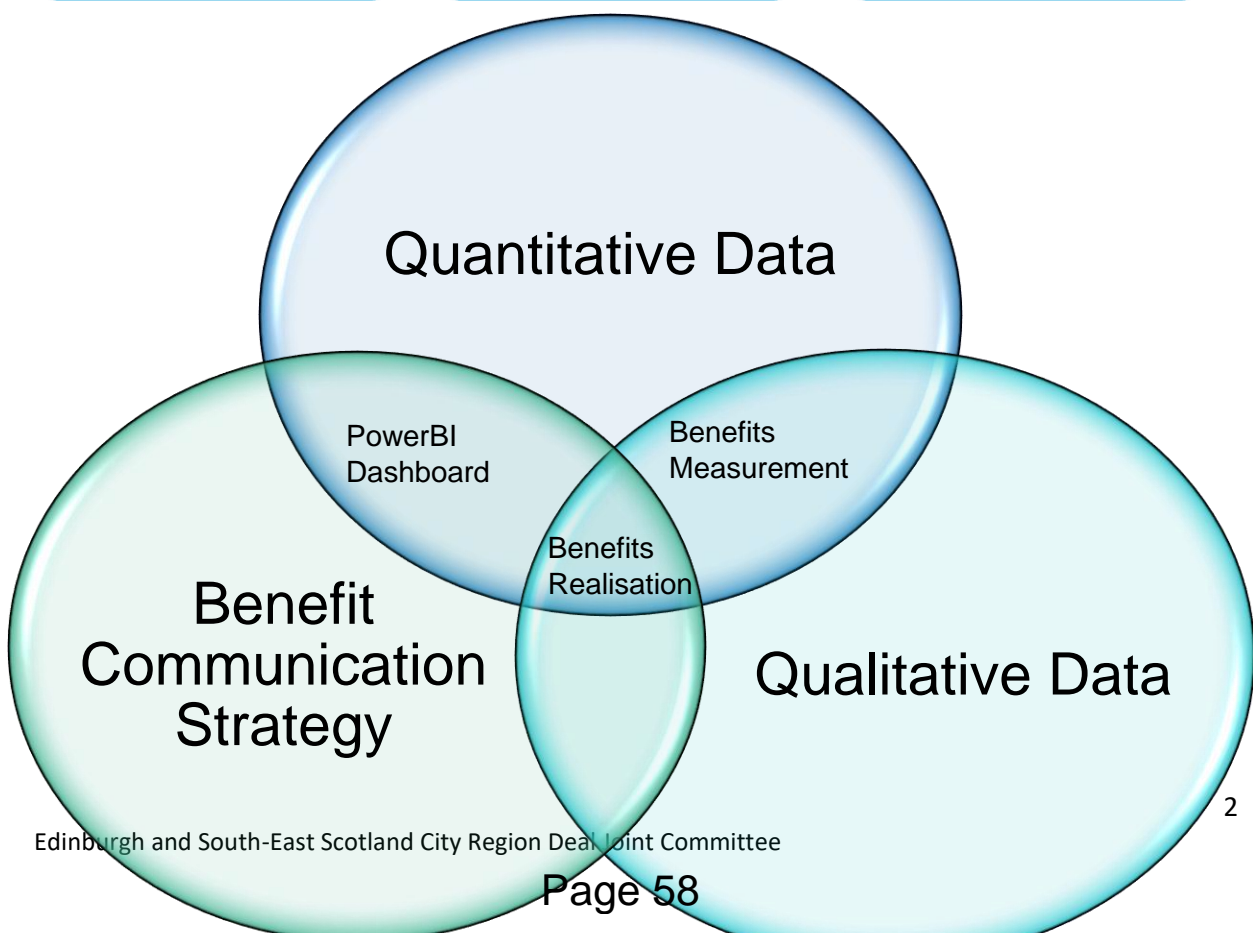 Quantitative Data
PowerBI
Dashboard
Benefits
Measurement
Benefits
Realisation
Benefit
Communication
Strategy
Qualitative Data
2
Edinburgh and South-East Scotland City Region Deal Joint Committee
Page 58